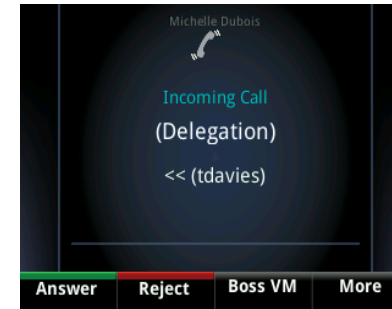 Michelle Dubois
Incoming Call
(Delegation)
<< (tdavies)
Answer Reject Boss VM More